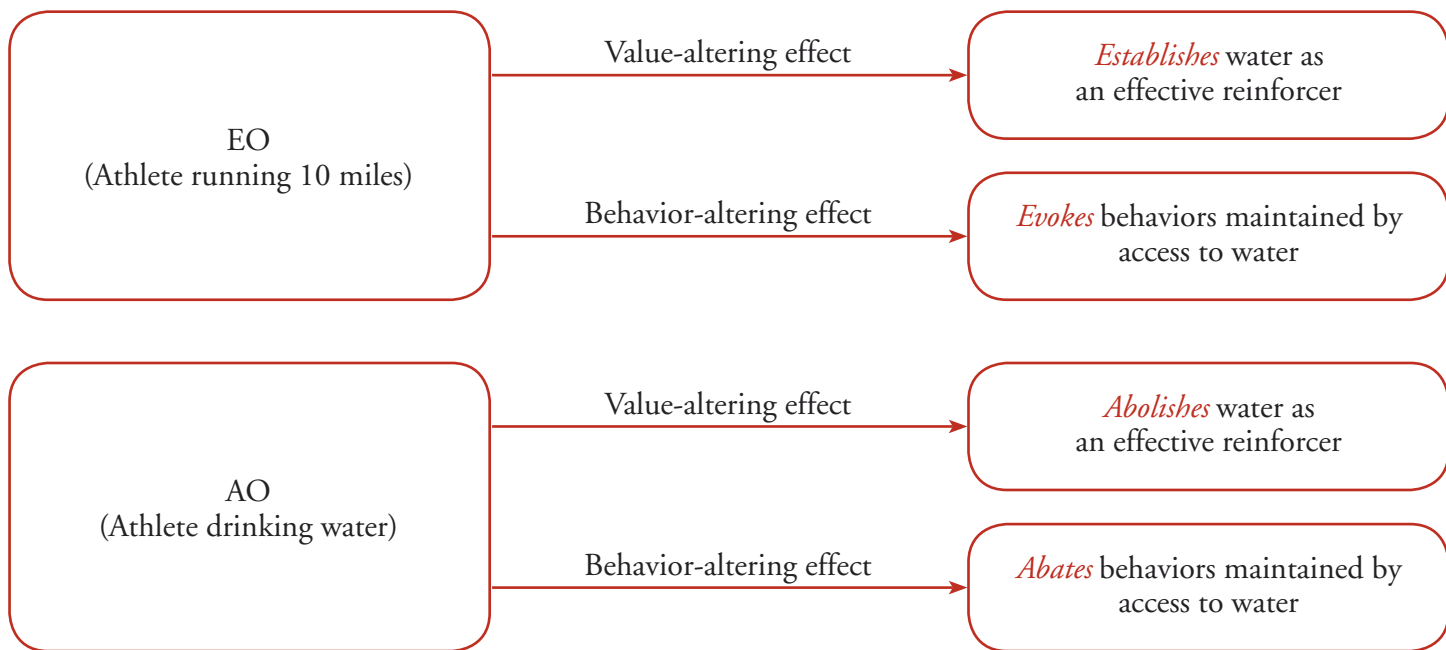 EO
(Athlete running 10 miles)
Value-altering effect
Establishes water as
an effective reinforcer
Behavior-altering effect
Evokes behaviors maintained by
access to water
AO
(Athlete drinking water)
Value-altering effect
Abolishes water as
an effective reinforcer
Behavior-altering effect
Abates behaviors maintained by
access to water